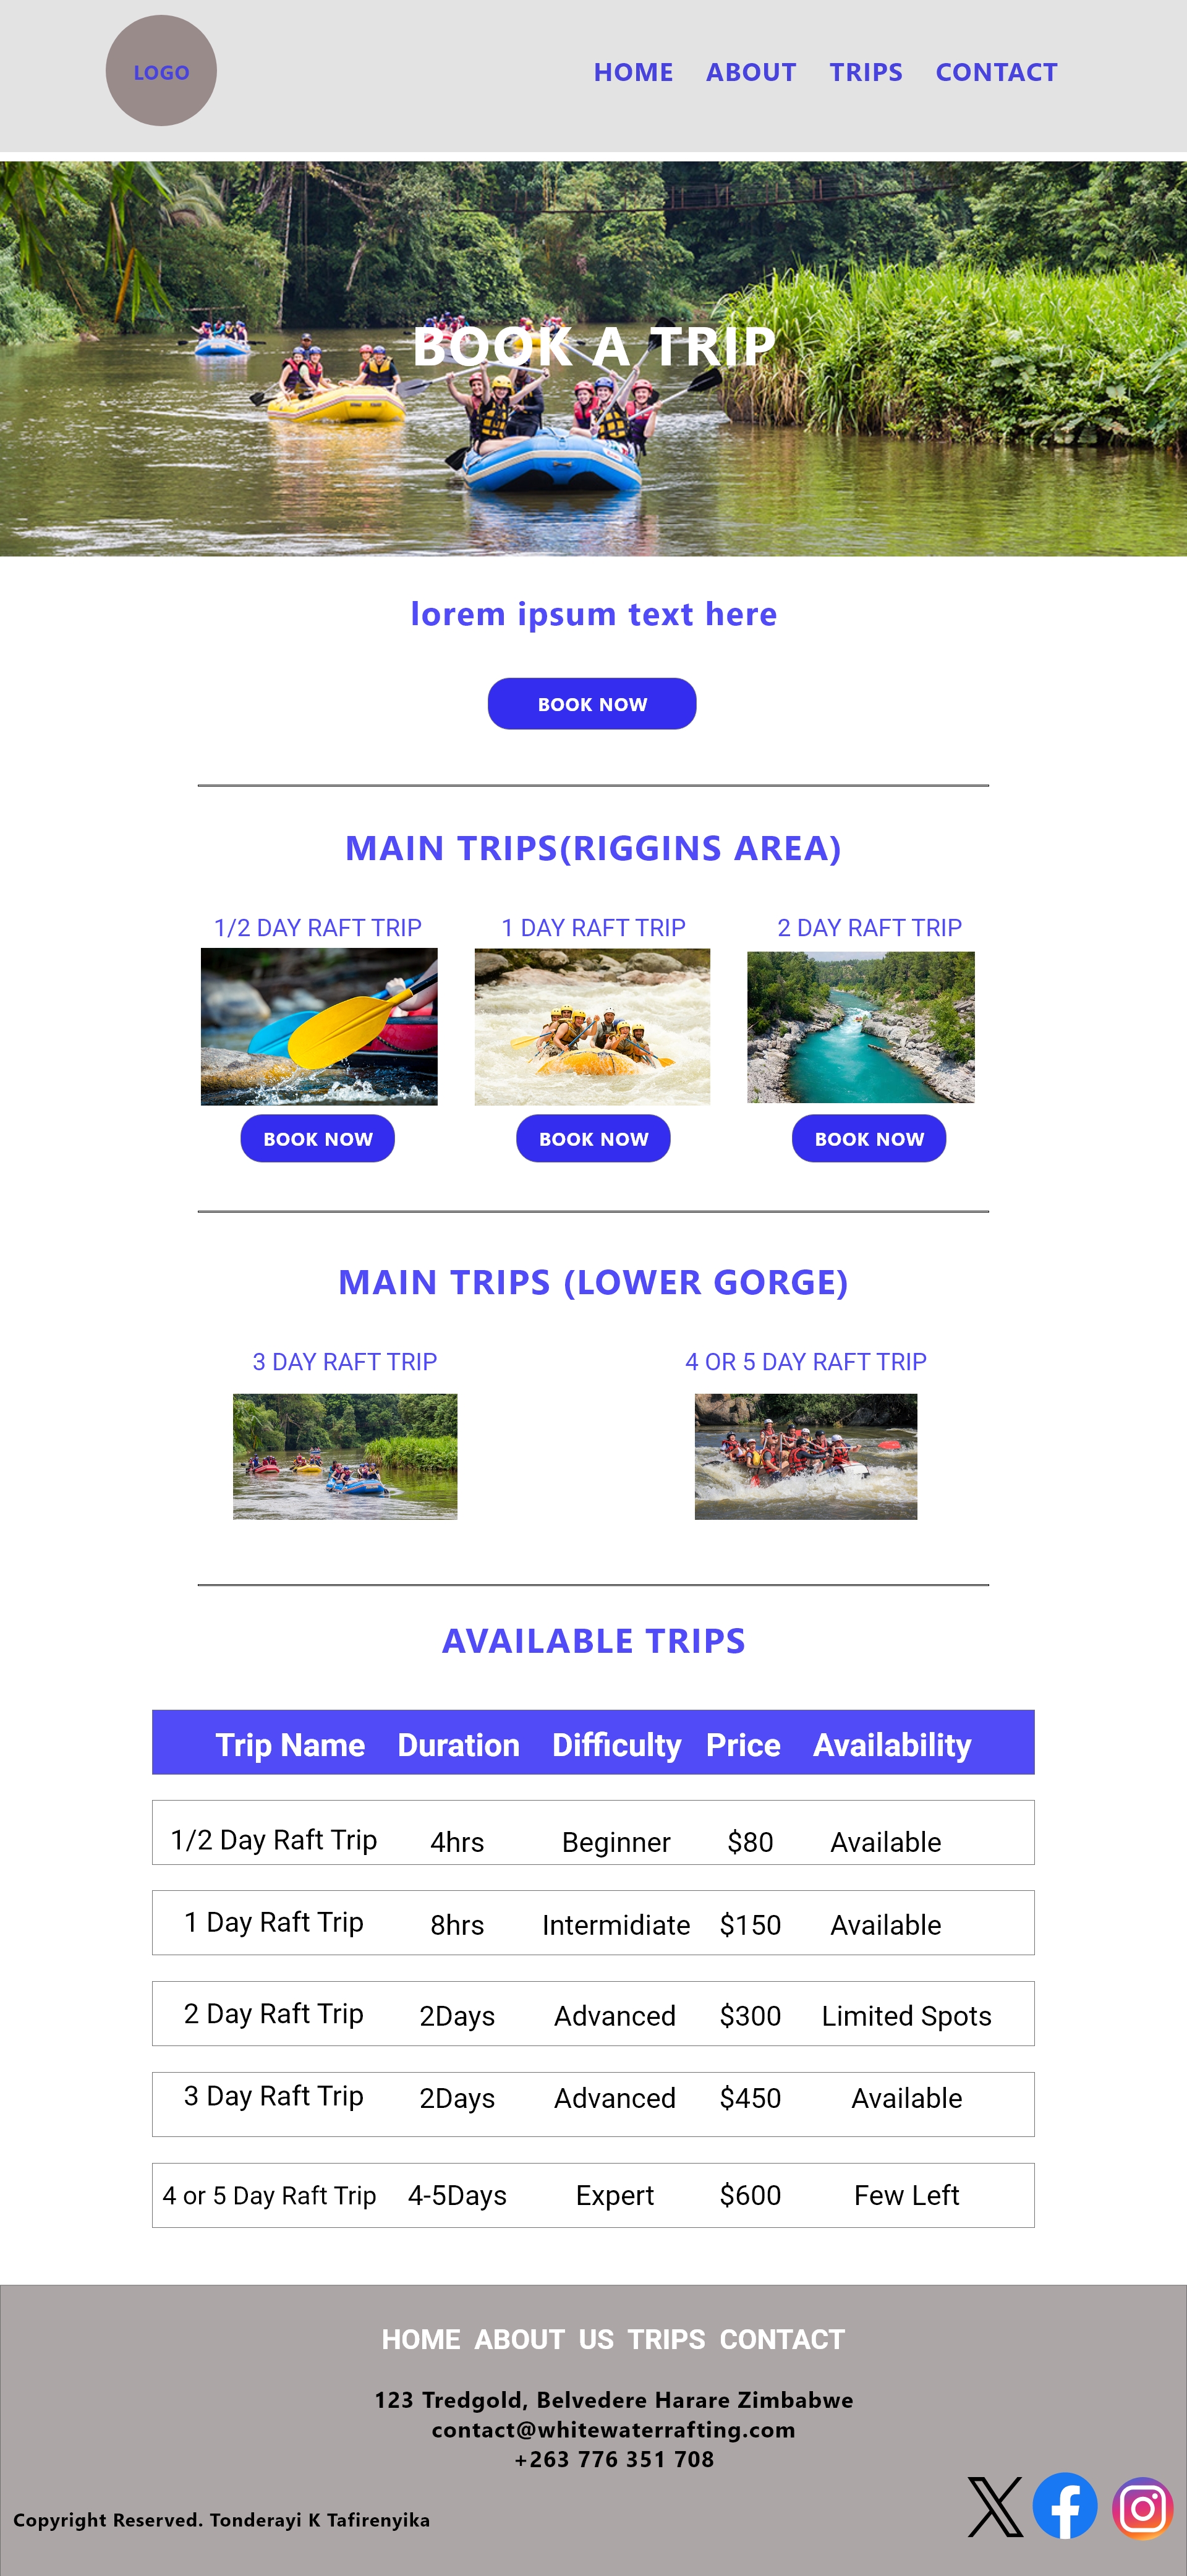 LOGO
HOME ABOUT TRIPS CONTACT
BOOK A TRIP
lorem ipsum text here
BOOK NOW
MAIN TRIPS(RIGGINS AREA)
1/2 DAY RAFT TRIP 1 DAY RAFT TRIP 2 DAY RAFT TRIP
BOOK NOW BOOK NOW BOOK NOW
MAIN TRIPS (LOWER GORGE)
3 DAY RAFT TRIP 4 OR 5 DAY RAFT TRIP
AVAILABLE TRIPS
Trip Name Duration Difficulty Price Availability
1/2 Day Raft Trip 4hrs Beginner $80 Available
1 Day Raft Trip 8hrs Intermidiate $150 Available
2 Day Raft Trip 2Days Advanced $300 Limited Spots
3 Day Raft Trip 2Days Advanced $450 Available
4 or 5 Day Raft Trip 4-5Days Expert $600 Few Left
HOME ABOUT US TRIPS CONTACT
123 Tredgold, Belvedere Harare Zimbabwe
contact@whitewaterrafting.com
+263 776 351 708
Copyright Reserved. Tonderayi K Tafirenyika